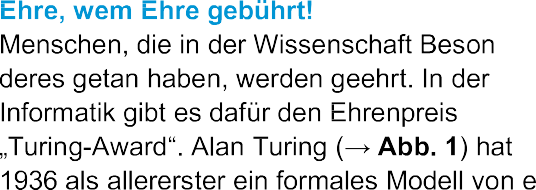 Ehre, wem Ehre gebührt!
Menschen, die in der Wissenschaft Beson
deres getan haben, werden geehrt. In der
Informatik gibt es dafür den Ehrenpreis
„Turing-Award“. Alan Turing (→ Abb. 1) hat
1936 als allererster ein formales Modell von e